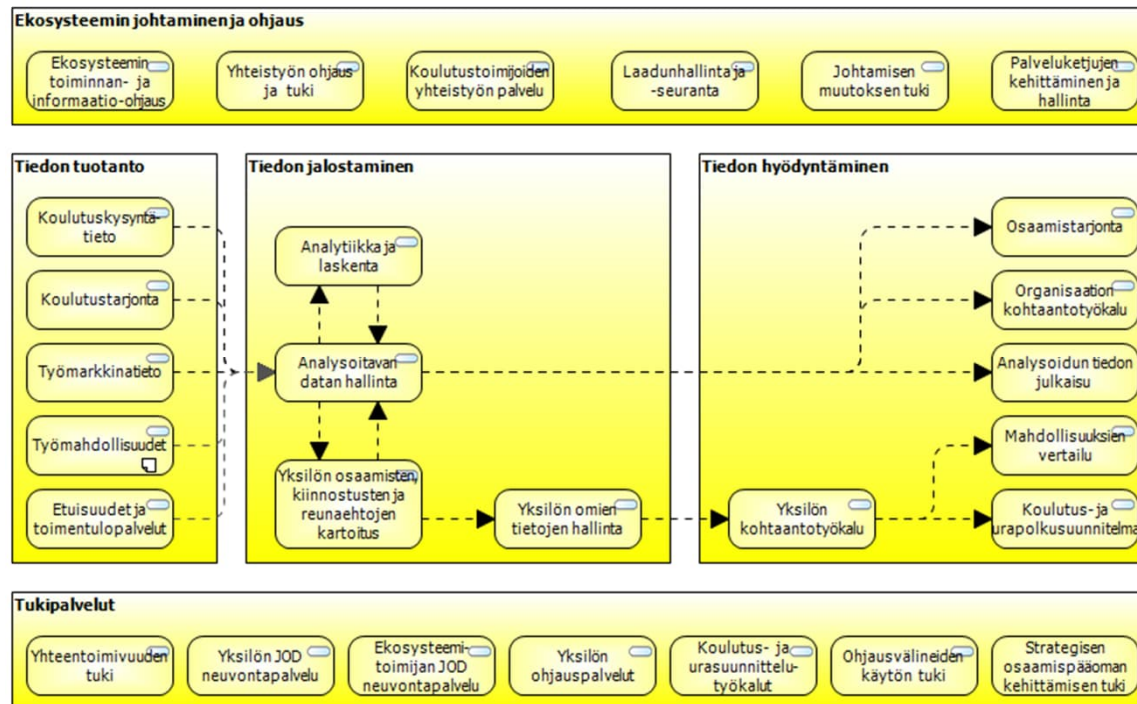 Ekosysteemin johtaminen ja ohjaus
Ekosysteemin
toiminnan- ja
informaatio-ohjaus
Yhteistyön ohjaus
ja tuki
Koulutustoimijoiden
yhteistyön palvelu
Laadunhallinta ja
-seuranta
Johtamisen
muutoksen tuki
Palveluketjujen
kehittäminen ja
hallinta
Tiedon tuotanto
Koulutuskysyntä-
tieto
Koulutustarjonta
Työmarkkinatieto
Työmahdollisuudet
Etuisuudet ja
toimentulopalvelut
Tiedon jalostaminen
Analytiikka ja
laskenta
Analysoitavan
datan hallinta
Yksilön osaamisten,
kiinnostusten ja
reunaehtojen
kartoitus
Yksilön omien
tietojen hallinta
Tiedon hyödyntäminen
Osaamistarjonta
Organisaation
kohtaantotyökalu
Analysoidun tiedon
julkaisu
Mahdollisuuksien
vertailu
Yksilön
kohtaantotyökalu
Koulutus- ja
urapolkusuunnitelma
Tukipalvelut
Yhteentoimivuuden
tuki
Yksilön JOD
neuvontapalvelu
Ekosysteemi-
toimijan JOD
neuvontapalvelu
Yksilön
ohjauspalvelut
Koulutus- ja
urasuunnittelu-
työkalut
Ohjausvälineiden
käytön tuki
Strategisen
osaamispääoman
kehittämisen tuki